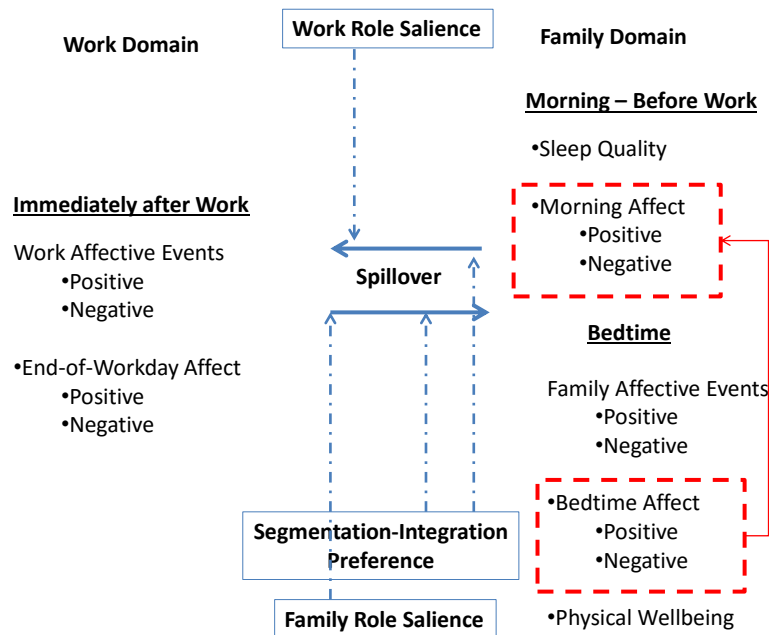 Work Domain
Work Role Salience
Family Domain
Morning – Before Work
•Sleep Quality
•Morning Affect
•Positive
•Negative
Immediately after Work
Work Affective Events
•Positive
•Negative
•End-of-Workday Affect
•Positive
•Negative
Spillover
Bedtime
Family Affective Events
•Positive
•Negative
•Bedtime Affect
•Positive
•Negative
•Physical Wellbeing
Segmentation-Integration
Preference
Family Role Salience